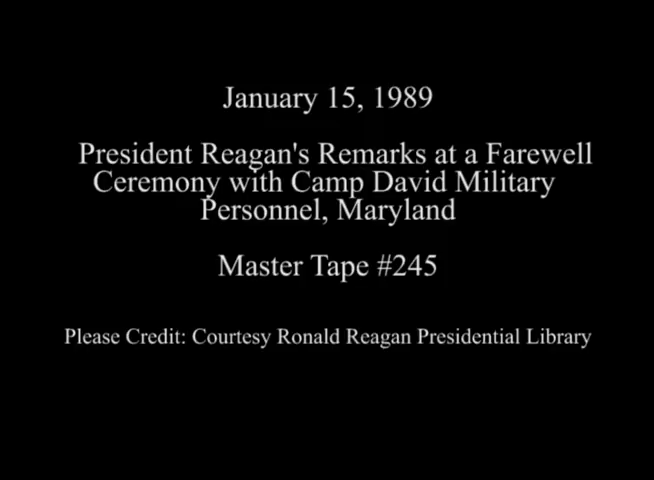 January 15, 1989
President Reagan's Remarks at a Farewell
Ceremony with Camp David Military
Personnel, Maryland
Master Tape #245
Please Credit: Courtesy Ronald Reagan Presidential Library